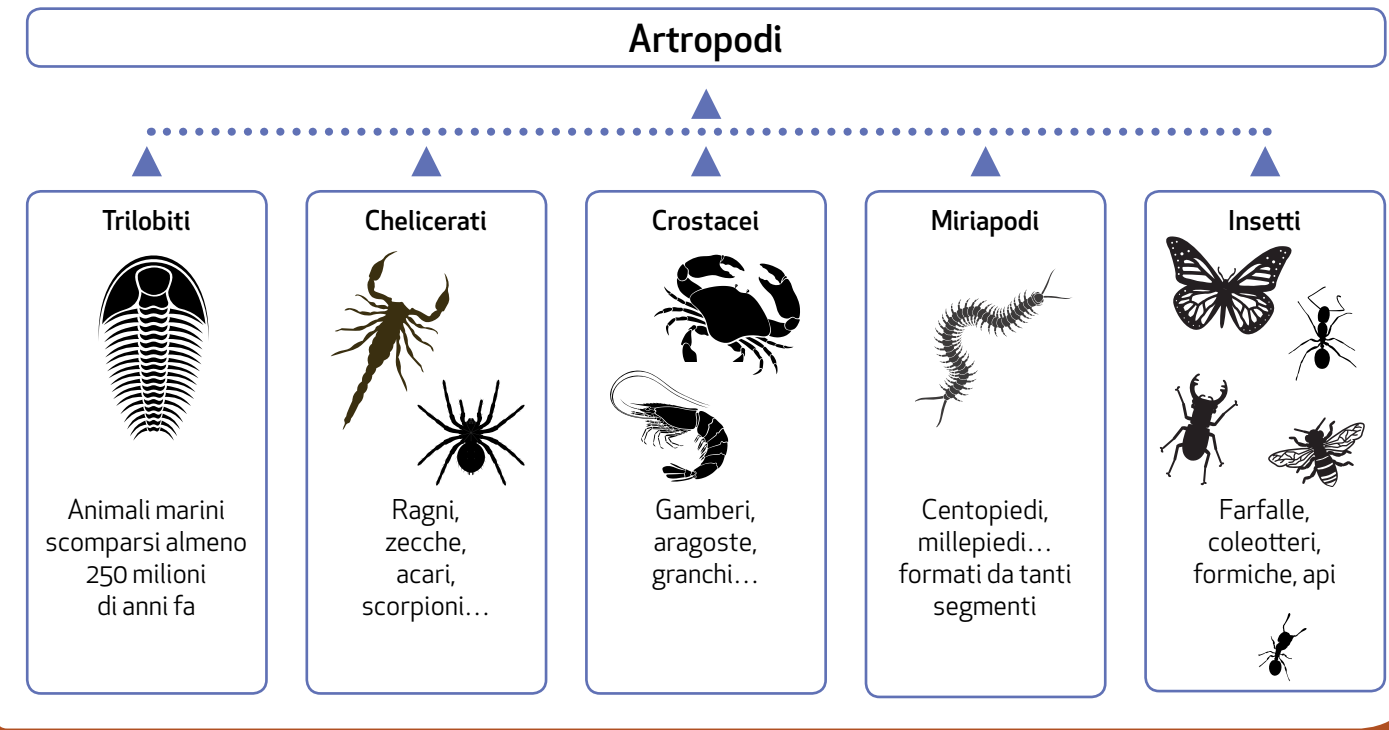 Artropodi
Trilobiti
Animali marini
scomparsi almeno
250 milioni
di anni fa
Chelicerati
Ragni,
zecche,
acari,
scorpioni…
Crostacei
Gamberi,
aragoste,
granchi…
Miriapodi
Centopiedi,
millepiedi…
formati da tanti
segmenti
Insetti
Farfalle,
coleotteri,
formiche, api